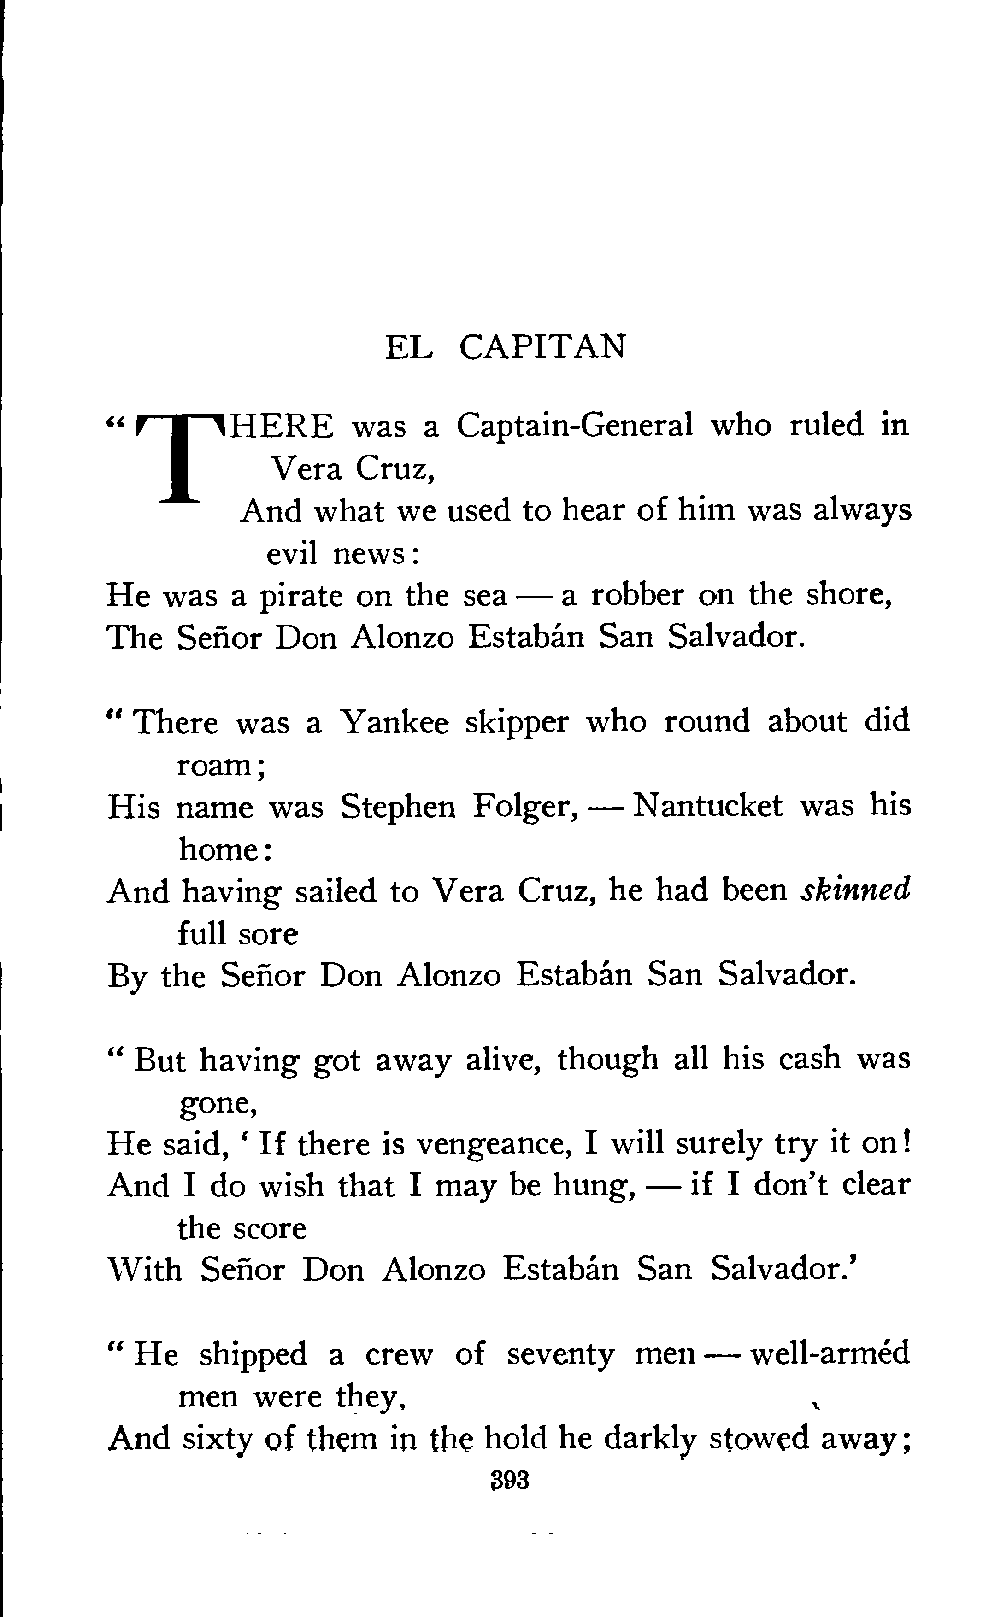 EL CAPITAN
“THERE was a Captain-General who ruled in
Vera Cruz,
And what we used to hear of him was always
evil news:
He was a pirate on the sea — a robber on the shore,
The Señor Don Alonzo Estabán San Salvador.
“There was a Yankee skipper who round about did
roam;
His name was Stephen Folger, — Nantucket was his
home:
And having sailed to Vera Cruz, he had been skinned
full sore
By the Señor Don Alonzo Estabán San Salvador.
“But having got away alive, though all his cash was
gone,
He said, ‘If there is vengeance, I will surely try it on!
And I do wish that I may be hung, — if I don’t clear
the score
With Señor Don Alonzo Estabán San Salvador.’
“He shipped a crew of seventy men — well-arméd
men were they,
And sixty of them in the hold he darkly stowed away;
393